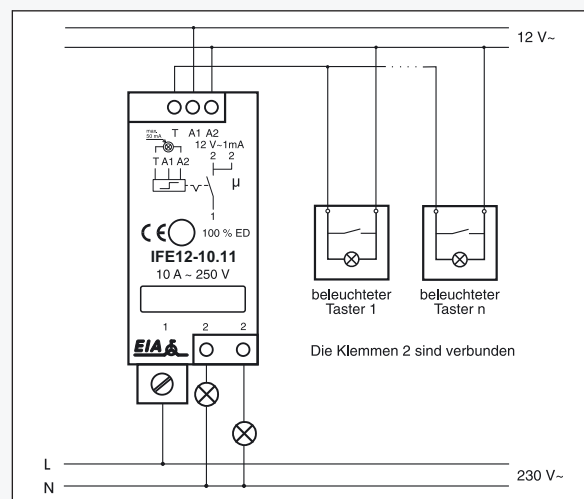 12 V~
max.
50 mA
T A1 A2
12 V~1mA
2 2
T A1 A2
µ
1
CE
100 % ED
IFE12-10.11
10 A ~ 250 V
1 2 2
EIA
beleuchteter
Taster 1
beleuchteter
Taster n
Die Klemmen 2 sind verbunden
L
N
230 V~